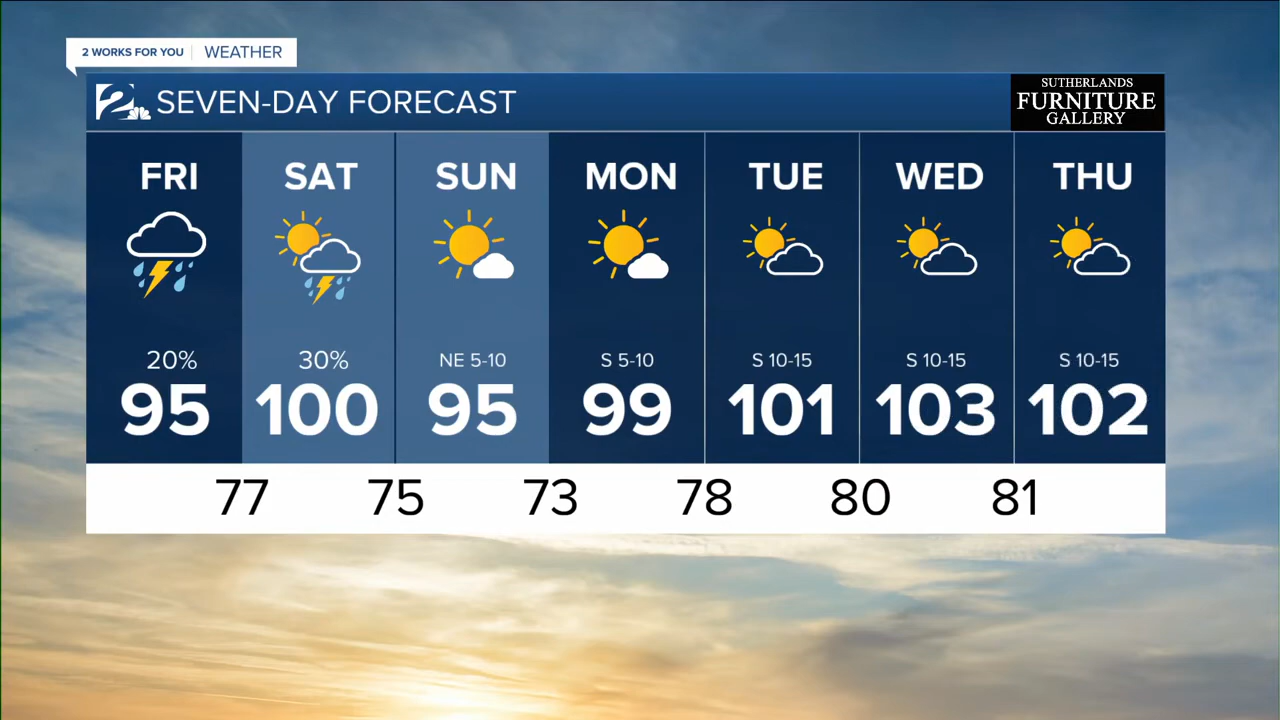 2 WORKS FOR YOU | WEATHER
2 SEVEN-DAY FORECAST
SUTHERLANDS
FURNITURE
GALLERY
FRI SAT SUN MON TUE WED THU
20% 30% NE 5-10 S 5-10 S 10-15 S 10-15 S 10-15
95 100 95 99 101 103 102
77 75 73 78 80 81